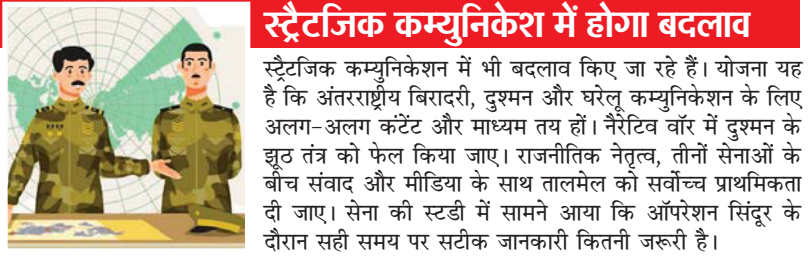 स्ट्रैटजिक कम्युनिकेश में होगा बदलाव
स्ट्रैटजिक कम्युनिकेशन में भी बदलाव किए जा रहे हैं। योजना यह
है कि अंतरराष्ट्रीय बिरादरी, दुश्मन और घरेलू कम्युनिकेशन के लिए
अलग-अलग कंटेंट और माध्यम तय हों। नैरेटिव वॉर में दुश्मन के
झूठ तंत्र को फेल किया जाए। राजनीतिक नेतृत्व, तीनों सेनाओं के
बीच संवाद और मीडिया के साथ तालमेल को सर्वोच्च प्राथमिकता
दी जाए। सेना की स्टडी में सामने आया कि ऑपरेशन सिंदूर के
दौरान सही समय पर सटीक जानकारी कितनी जरूरी है।